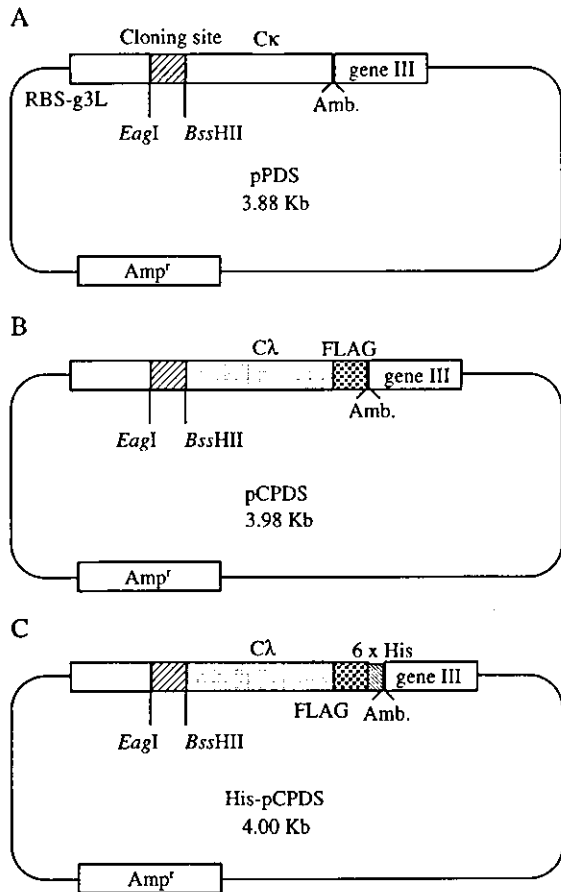 A
Cloning site
Cκ
gene III
RBS-g3L
Amb.
EagI
BssHII
pPDS
3.88 Kb
Ampʳ
B
Cλ
FLAG
gene III
Amb.
EagI
BssHII
pCPDS
3.98 Kb
Ampʳ
C
Cλ
6 x His
gene III
FLAG
Amb.
EagI
BssHII
His-pCPDS
4.00 Kb
Ampʳ